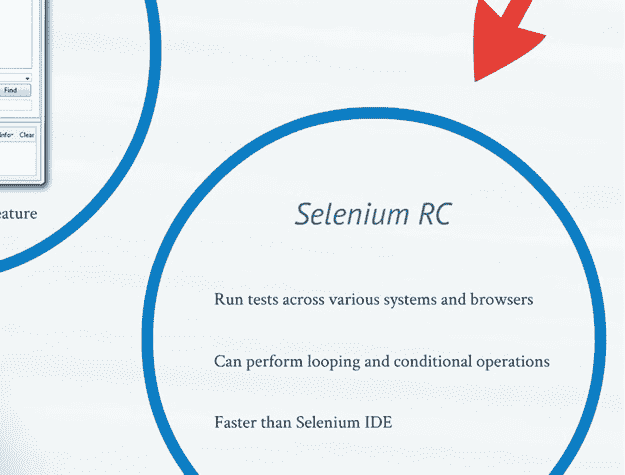 Find
Info
Clear
eature
Selenium RC
Run tests across various systems and browsers
Can perform looping and conditional operations
Faster than Selenium IDE